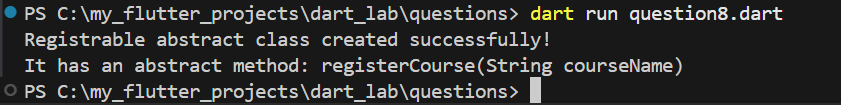 PS C:\my_flutter_projects\dart_lab\questions> dart run question8.dart
Registrable abstract class created successfully!
It has an abstract method: registerCourse(String courseName)
PS C:\my_flutter_projects\dart_lab\questions>